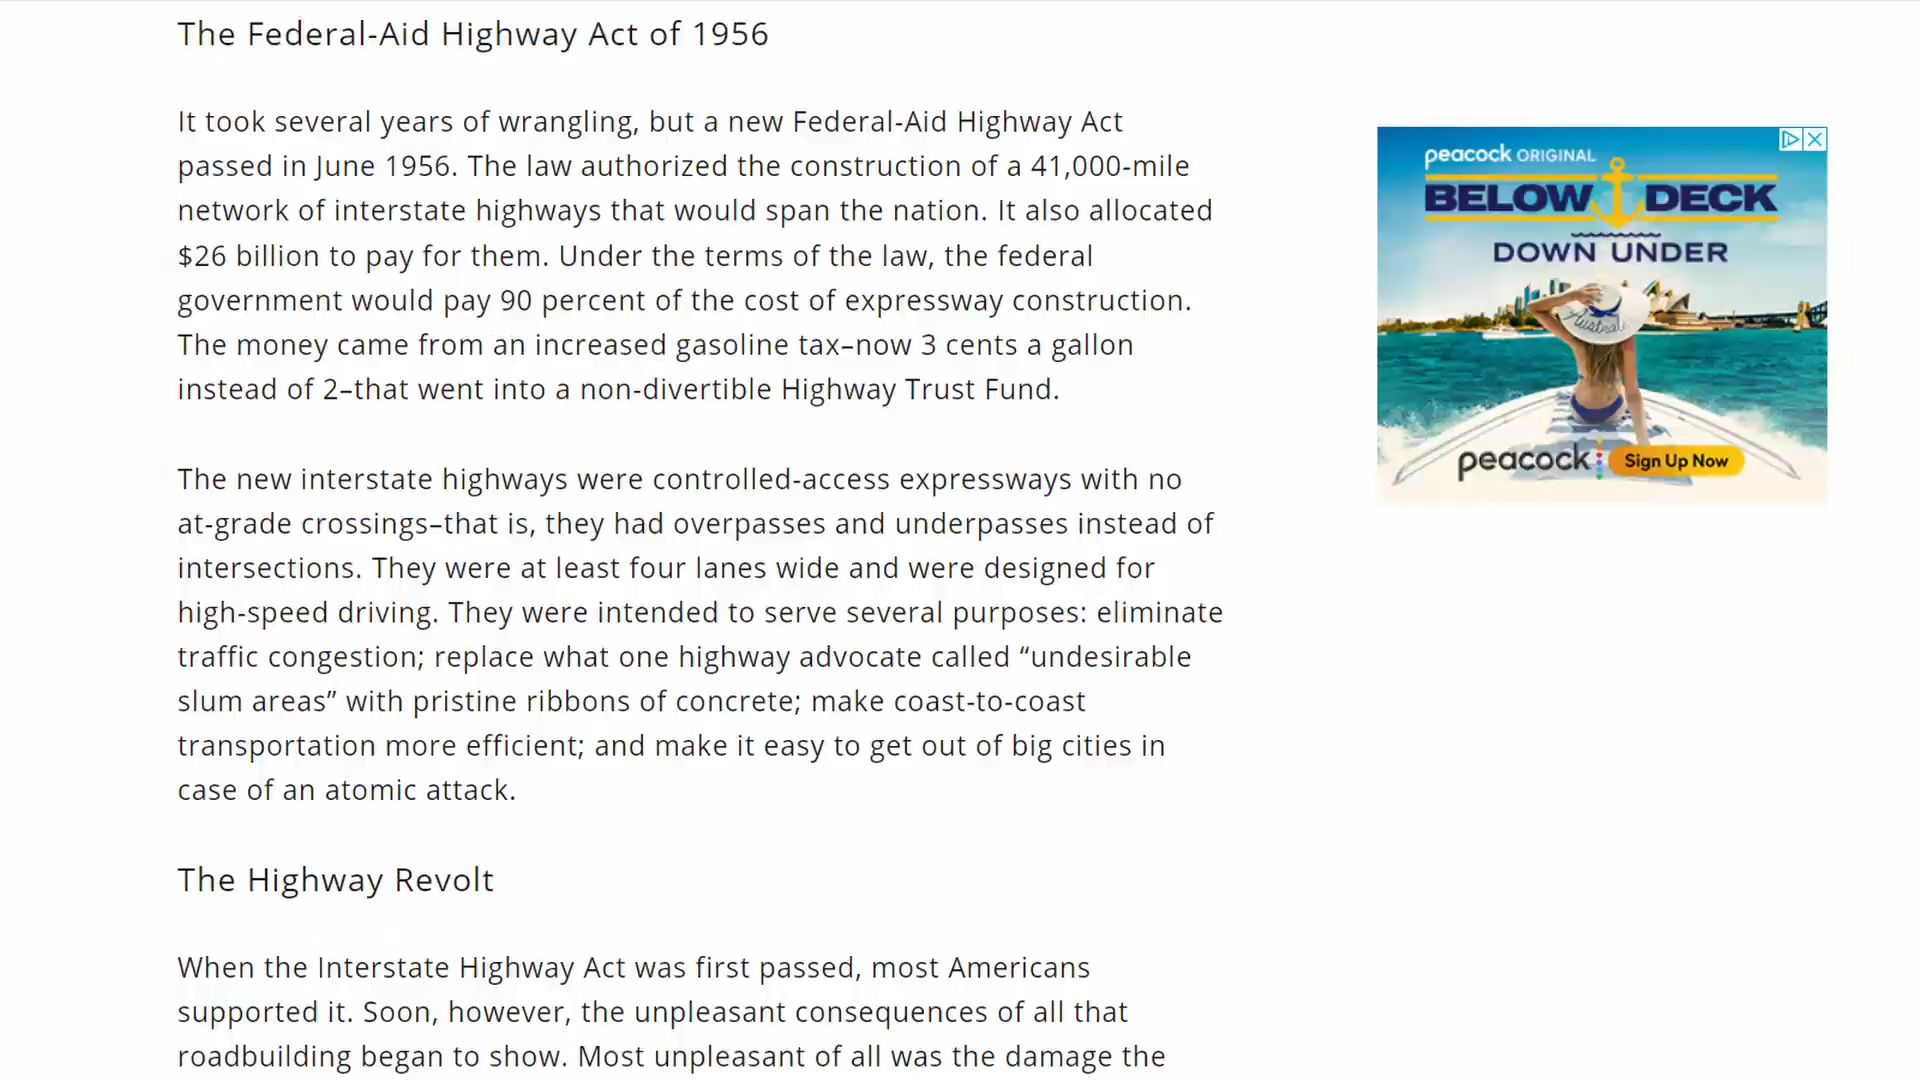 The Federal-Aid Highway Act of 1956
It took several years of wrangling, but a new Federal-Aid Highway Act
passed in June 1956. The law authorized the construction of a 41,000-mile
network of interstate highways that would span the nation. It also allocated
$26 billion to pay for them. Under the terms of the law, the federal
government would pay 90 percent of the cost of expressway construction.
The money came from an increased gasoline tax–now 3 cents a gallon
instead of 2–that went into a non-divertible Highway Trust Fund.
The new interstate highways were controlled-access expressways with no
at-grade crossings–that is, they had overpasses and underpasses instead of
intersections. They were at least four lanes wide and were designed for
high-speed driving. They were intended to serve several purposes: eliminate
traffic congestion; replace what one highway advocate called “undesirable
slum areas” with pristine ribbons of concrete; make coast-to-coast
transportation more efficient; and make it easy to get out of big cities in
case of an atomic attack.
The Highway Revolt
When the Interstate Highway Act was first passed, most Americans
supported it. Soon, however, the unpleasant consequences of all that
roadbuilding began to show. Most unpleasant of all was the damage the
peacock ORIGINAL
BELOW DECK
DOWN UNDER
Australia
peacock
Sign Up Now